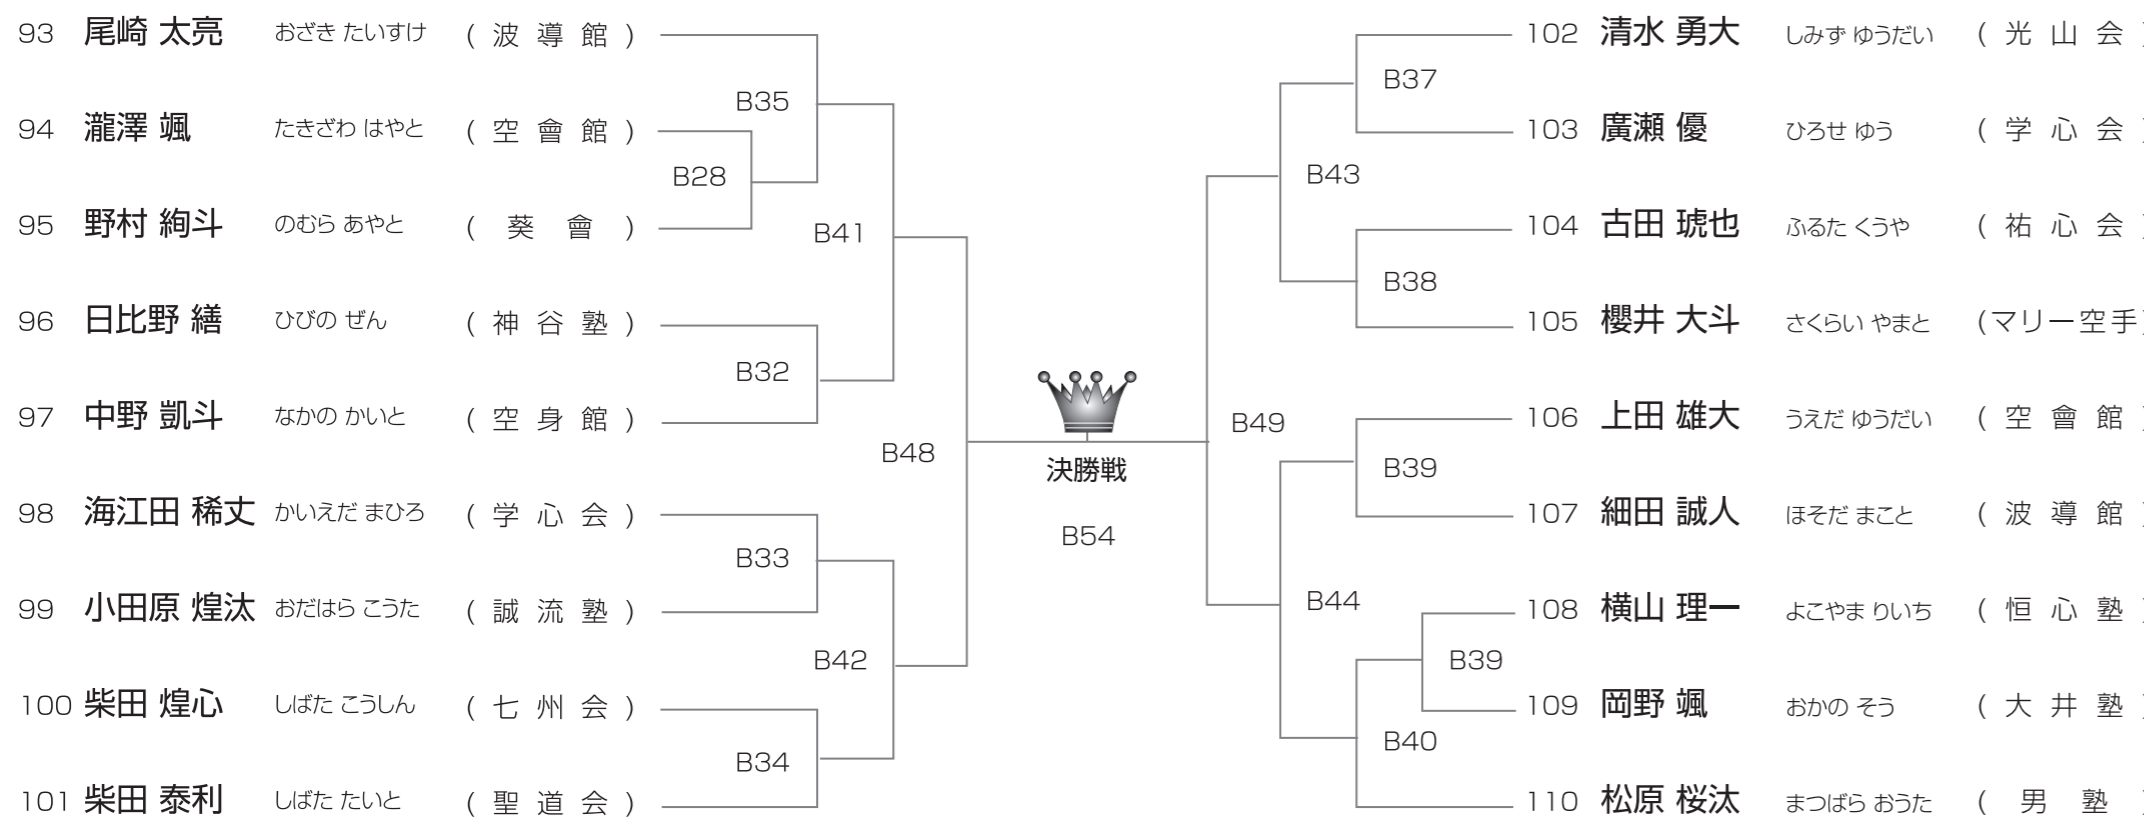 93 尾崎 太亮 おざき たいすけ ( 波 導 館 )
B35
94 瀧澤 颯 たきざわ はやと ( 空 會 館 )
B28
95 野村 絢斗 のむら あやと ( 葵 會 )
B41
96 日比野 繕 ひびの ぜん ( 神 谷 塾 )
B32
97 中野 凱斗 なかの かいと ( 空 身 館 )
B48
98 海江田 稀丈 かいえだ まひろ ( 学 心 会 )
B33
99 小田原 煌汰 おだはら こうた ( 誠 流 塾 )
B42
100 柴田 煌心 しばた こうしん ( 七 州 会 )
B34
101 柴田 泰利 しばた たいと ( 聖 道 会 )
決勝戦
B54
102 清水 勇大 しみず ゆうだい ( 光 山 会 )
B37
103 廣瀬 優 ひろせ ゆう ( 学 心 会 )
B43
104 古田 琥也 ふるた くうや ( 祐 心 会 )
B38
105 櫻井 大斗 さくらい やまと (マリー空手)
B49
106 上田 雄大 うえだ ゆうだい ( 空 會 館 )
B39
107 細田 誠人 ほそだ まこと ( 波 導 館 )
B44
108 横山 理一 よこやま りいち ( 恒 心 塾 )
B39
109 岡野 颯 おかの そう ( 大 井 塾 )
B40
110 松原 桜汰 まつばら おうた ( 男 塾 )